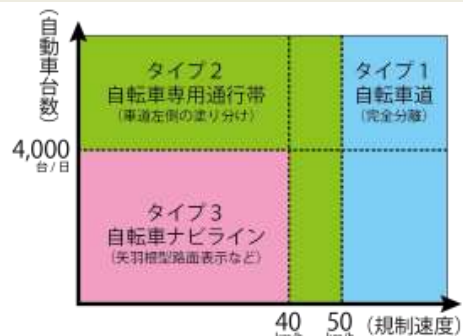 （自動車台数）
タイプ2
自転車専用通行帯
（車道左側の塗り分け）
タイプ1
自転車道
（完全分離）
4,000
台/日
タイプ3
自転車ナビライン
（矢羽根型路面表示など）
40 50 （規制速度）
km/h km/h